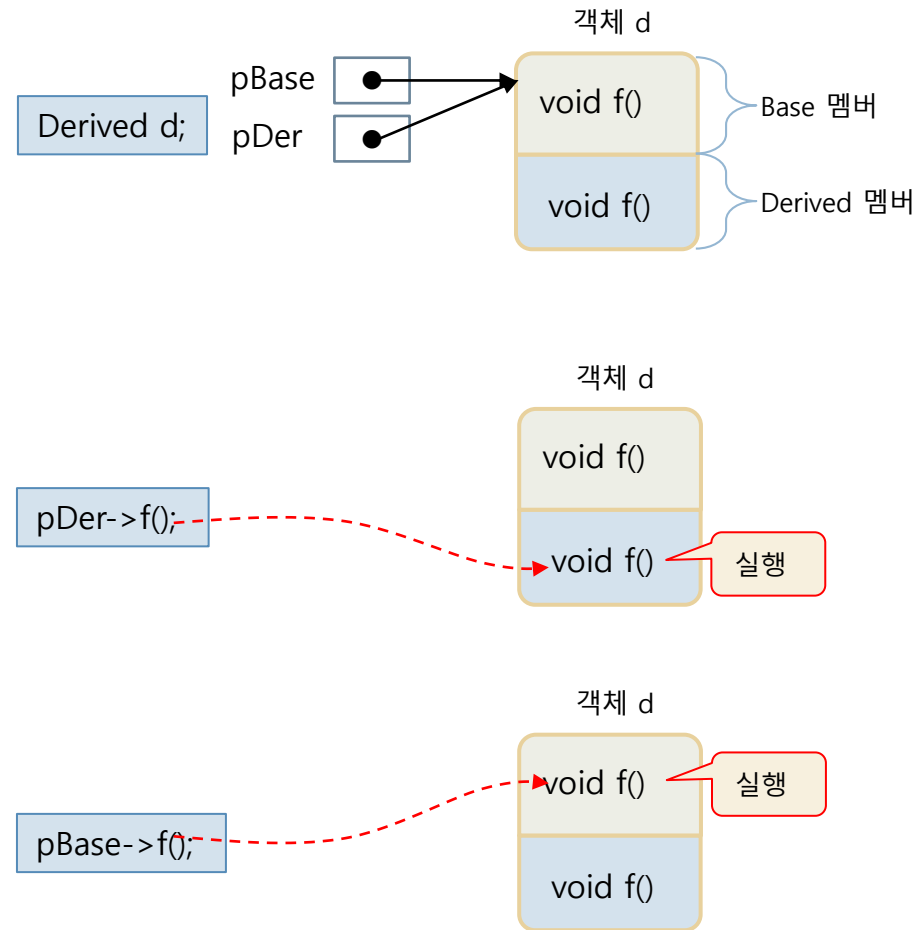 객체 d
pBase
void f()
Base 멤버
Derived d;
pDer
void f()
Derived 멤버
객체 d
void f()
pDer->f();
void f()
실행
객체 d
void f()
실행
pBase->f();
void f()